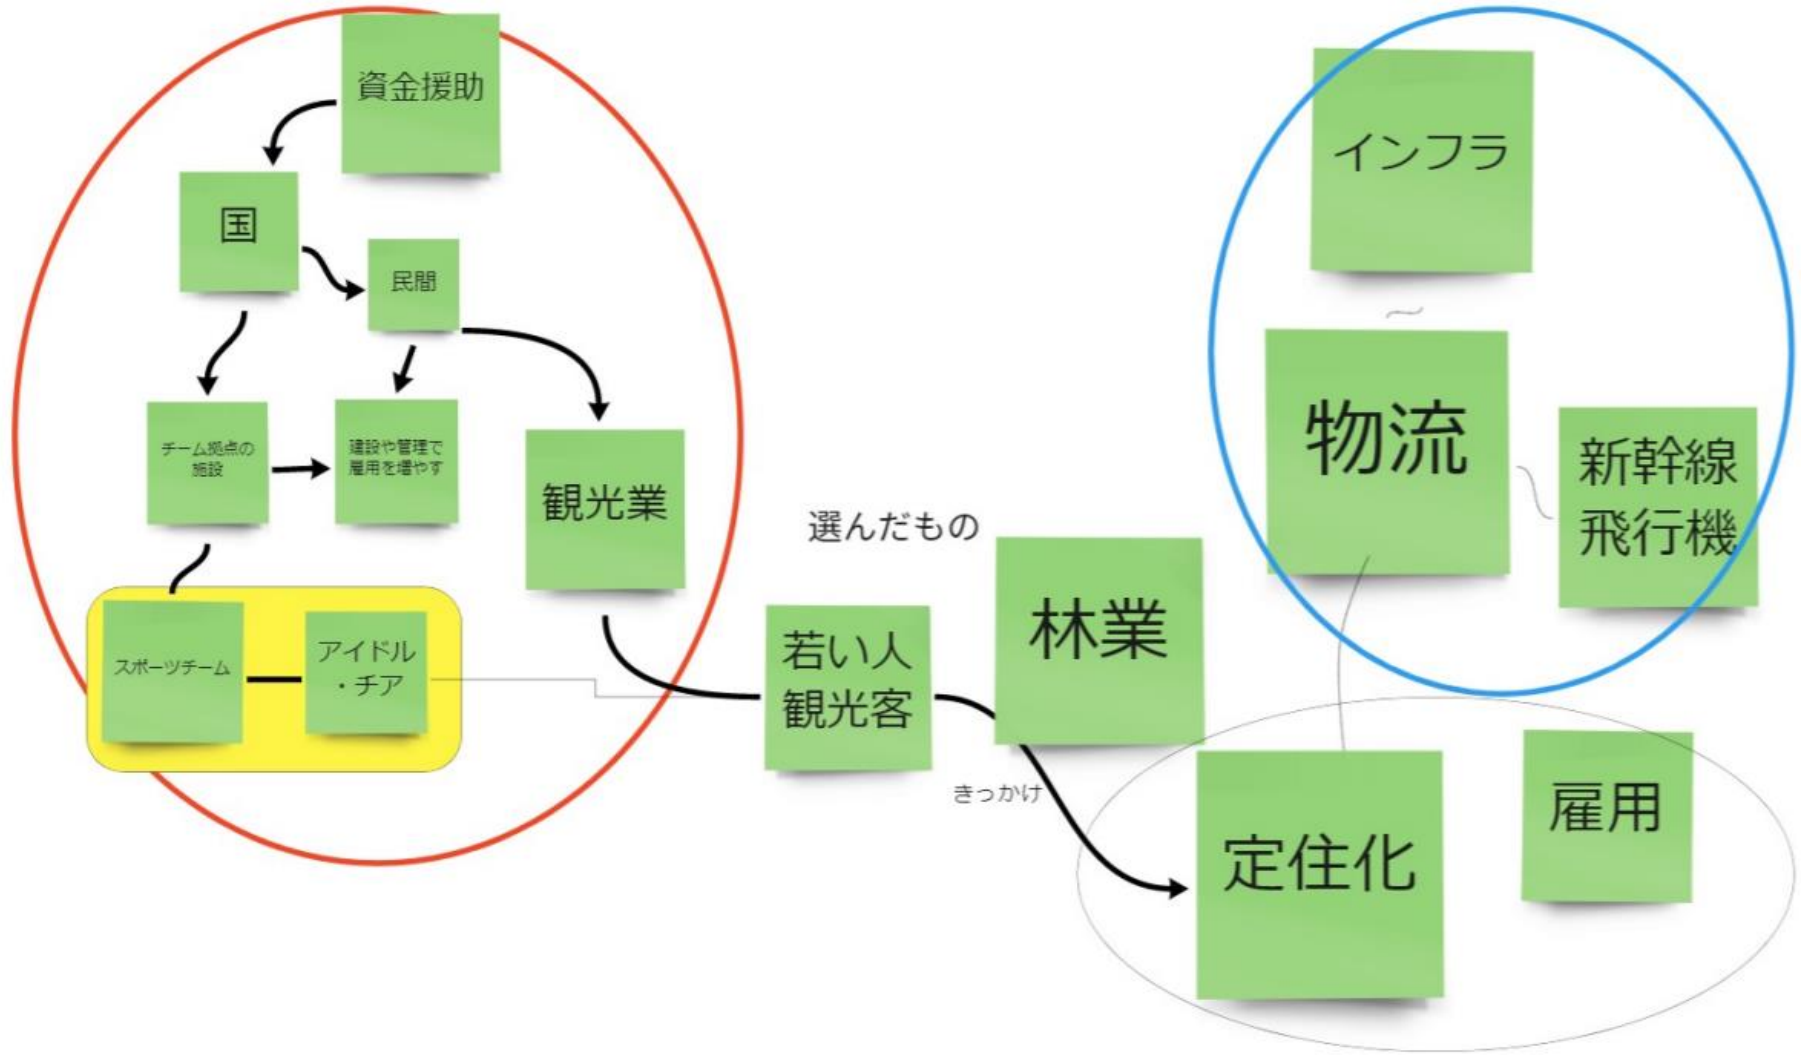 資金援助
国
民間
チーム拠点の
施設
建設や管理で
雇用を増やす
観光業
スポーツチーム
アイドル
・チア
選んだもの
若い人
観光客
林業
きっかけ
インフラ
物流
新幹線
飛行機
定住化
雇用